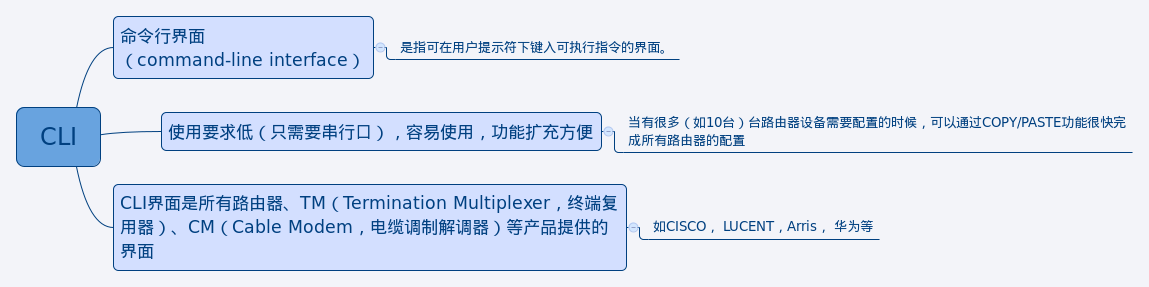 命令行界面
（command-line interface）
是指可在用户提示符下键入可执行指令的界面。
CLI
使用要求低（只需要串行口），容易使用，功能扩充方便
当有很多（如10台）台路由器设备需要配置的时候，可以通过COPY/PASTE功能很快完
成所有路由器的配置
CLI界面是所有路由器、TM（Termination Multiplexer，终端复
用器）、CM（Cable Modem，电缆调制解调器）等产品提供的
界面
如CISCO， LUCENT，Arris， 华为等